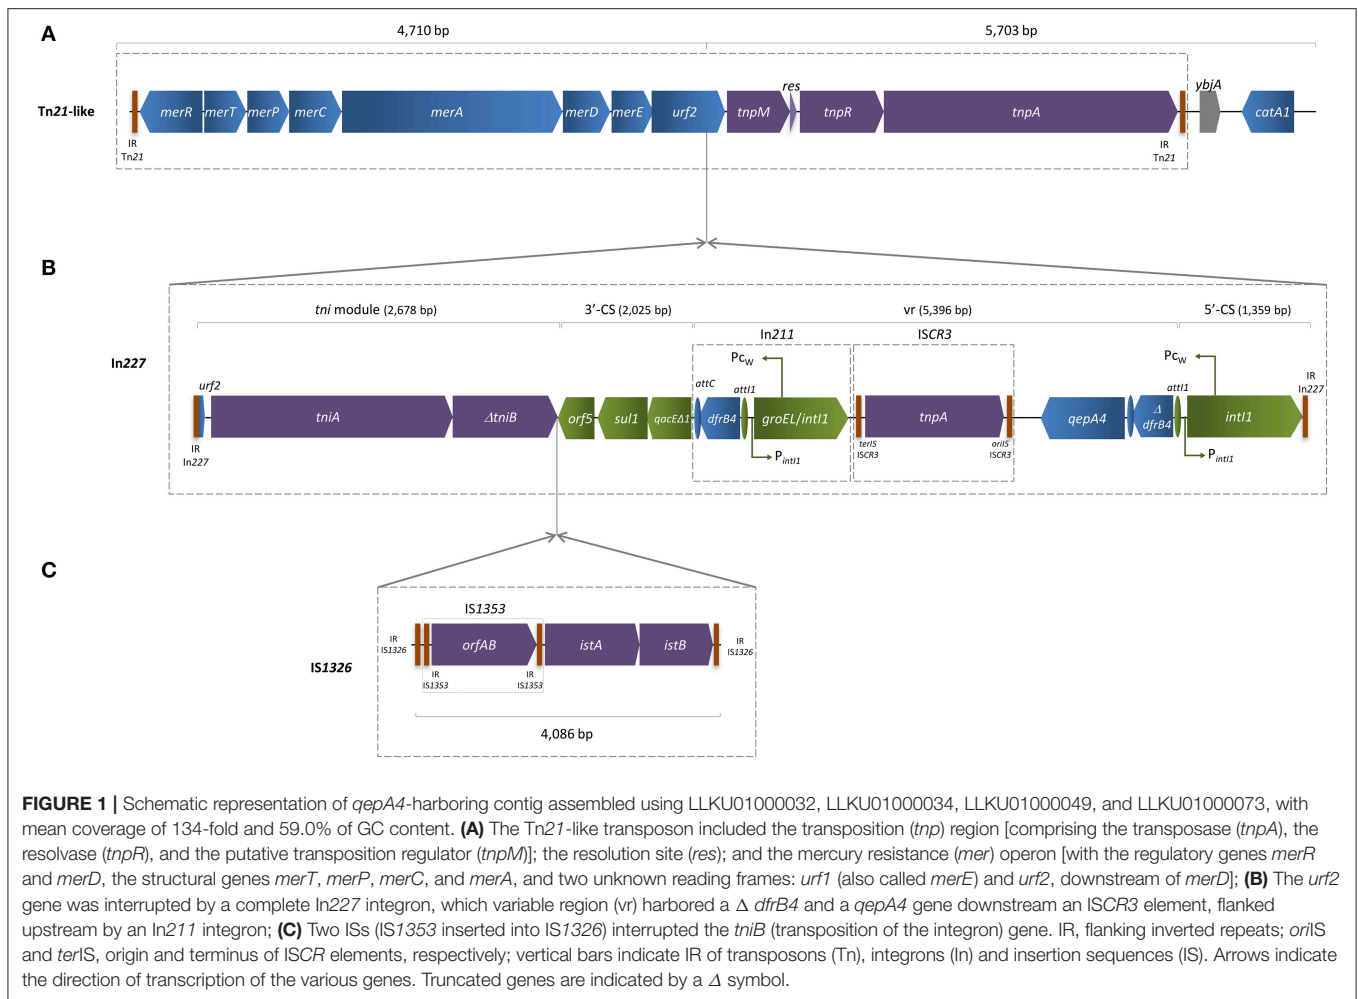 A
4,710 bp
5,703 bp
Tn21-like
merR
merT
merP
merC
merA
merD
merE
urf2
tnpM
res
tnpR
tnpA
ybjA
catA1
IR
Tn21
IR
Tn21
B
tni module (2,678 bp)
3’-CS (2,025 bp)
vr (5,396 bp)
5’-CS (1,359 bp)
In211
ISCR3
In227
urf2
tniA
ΔtniB
orf5
sul1
qacEΔ1
attC
dfrB4
attI1
PcW
groEL/intI1
PintI1
tnpA
terIS
ISCR3
oriIS
ISCR3
qepA4
Δ
dfrB4
attI1
PcW
intI1
PintI1
IR
In227
IR
In227
C
IS1353
IS1326
IR
IS1326
orfAB
istA
istB
IR
IS1326
IR
IS1353
IR
IS1353
4,086 bp
FIGURE 1 | Schematic representation of qepA4-harboring contig assembled using LLKU01000032, LLKU01000034, LLKU01000049, and LLKU01000073, with
mean coverage of 134-fold and 59.0% of GC content. (A) The Tn21-like transposon included the transposition (tnp) region [comprising the transposase (tnpA), the
resolvase (tnpR), and the putative transposition regulator (tnpM)]; the resolution site (res); and the mercury resistance (mer) operon [with the regulatory genes merR
and merD, the structural genes merT, merP, merC, and merA, and two unknown reading frames: urf1 (also called merE) and urf2, downstream of merD]; (B) The urf2
gene was interrupted by a complete In227 integron, which variable region (vr) harbored a Δ dfrB4 and a qepA4 gene downstream an ISCR3 element, flanked
upstream by an In211 integron; (C) Two ISs (IS1353 inserted into IS1326) interrupted the tniB (transposition of the integron) gene. IR, flanking inverted repeats; oriIS
and terIS, origin and terminus of ISCR elements, respectively; vertical bars indicate IR of transposons (Tn), integrons (In) and insertion sequences (IS). Arrows indicate
the direction of transcription of the various genes. Truncated genes are indicated by a Δ symbol.